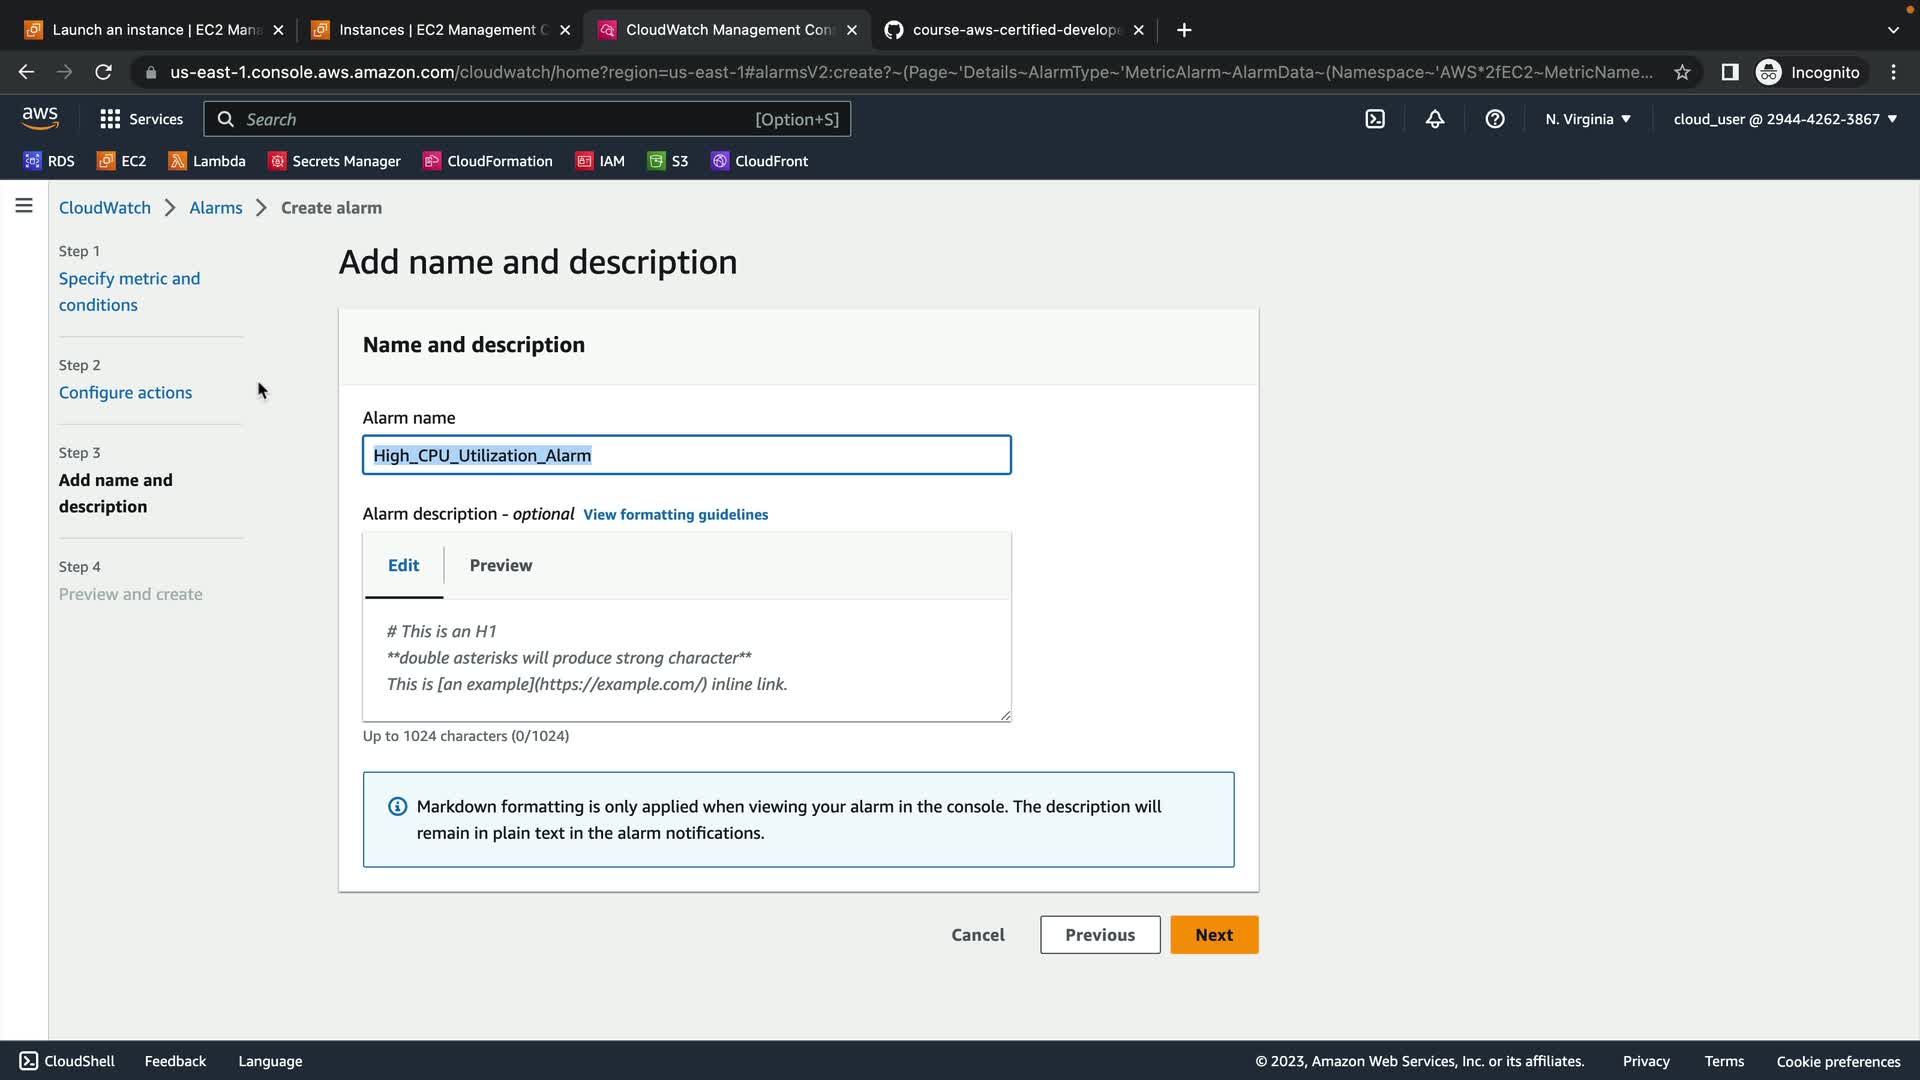 Launch an instance | EC2 Mana
Instances | EC2 Management C
CloudWatch Management Con
course-aws-certified-develope
us-east-1.console.aws.amazon.com/cloudwatch/home?region=us-east-1#alarmsV2:create?~(Page~'Details~AlarmType~'MetricAlarm~AlarmData~(Namespace~'AWS*2fEC2~MetricName...
Incognito
aws
Services
Search
[Option+S]
N. Virginia
cloud_user @ 2944-4262-3867
RDS
EC2
Lambda
Secrets Manager
CloudFormation
IAM
S3
CloudFront
CloudWatch
Alarms
Create alarm
Step 1
Specify metric and
conditions
Step 2
Configure actions
Step 3
Add name and
description
Step 4
Preview and create
Add name and description
Name and description
Alarm name
High_CPU_Utilization_Alarm
Alarm description - optional View formatting guidelines
Edit
Preview
# This is an H1
**double asterisks will produce strong character**
This is [an example](https://example.com/) inline link.
Up to 1024 characters (0/1024)
Markdown formatting is only applied when viewing your alarm in the console. The description will
remain in plain text in the alarm notifications.
Cancel
Previous
Next
CloudShell
Feedback
Language
© 2023, Amazon Web Services, Inc. or its affiliates.
Privacy
Terms
Cookie preferences